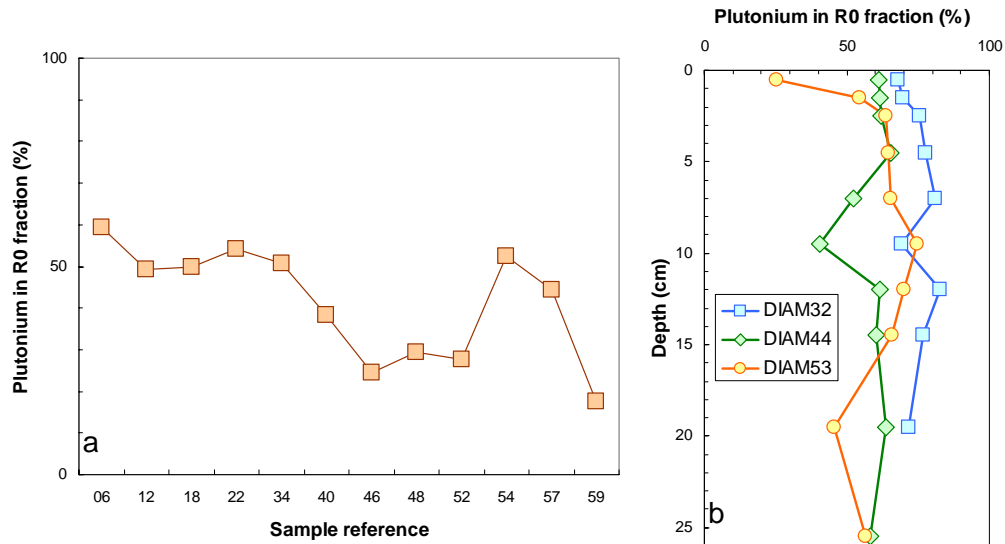 100
50
0
Plutonium in R0 fraction (%)
a
06 12 18 22 34 40 46 48 52 54 57 59
Sample reference
Plutonium in R0 fraction (%)
0 50 100
0
5
10
15
20
25
Depth (cm)
DIAM32
DIAM44
DIAM53
b